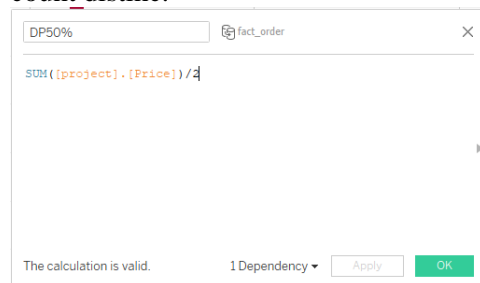 DP50% fact_order
SUM([project].[Price])/2
The calculation is valid. 1 Dependency Apply OK